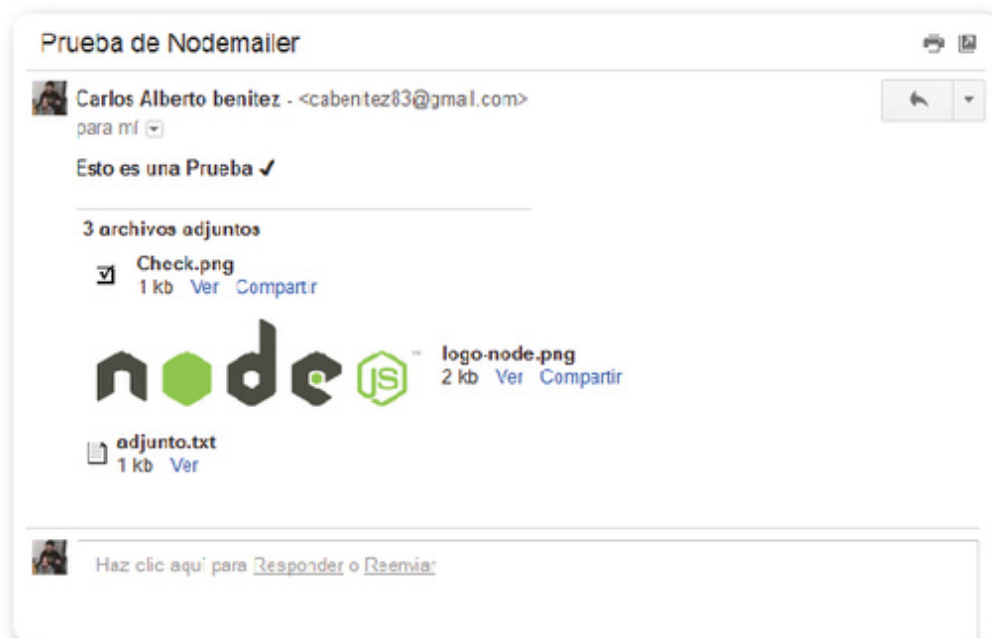 Prueba de Nodemailer
Carlos Alberto benitez - <cabenitez83@gmail.com>
para mí
Esto es una Prueba ✓
3 archivos adjuntos
Check.png
1 kb Ver Compartir
node JS ™
logo-node.png
2 kb Ver Compartir
adjunto.txt
1 kb Ver
Haz clic aquí para Responder o Reenviar